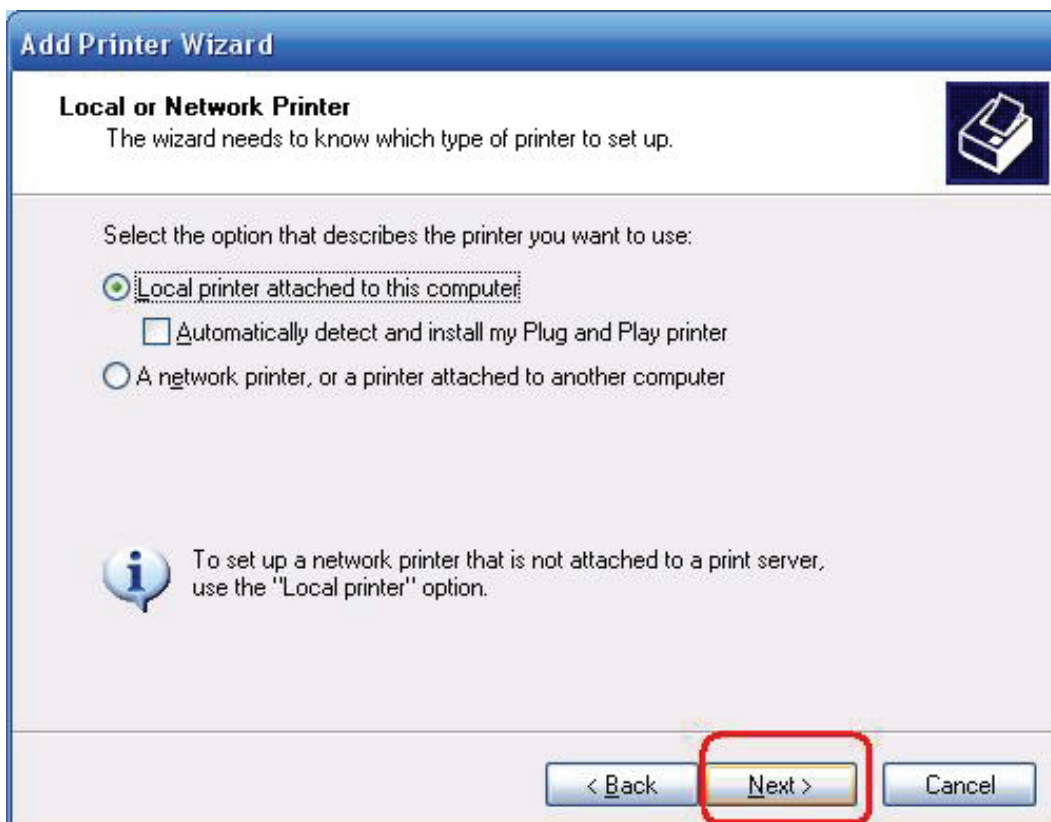 Add Printer Wizard
Local or Network Printer
The wizard needs to know which type of printer to set up.
Select the option that describes the printer you want to use:
Local printer attached to this computer
Automatically detect and install my Plug and Play printer
A network printer, or a printer attached to another computer
To set up a network printer that is not attached to a print server,
use the "Local printer" option.
< Back Next > Cancel